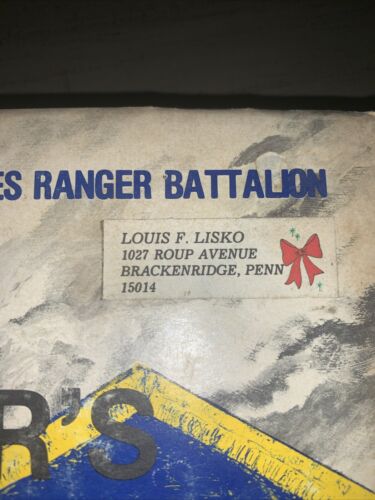 ES RANGER BATTALION
LOUIS F. LISKO
1027 ROUP AVENUE
BRACKENRIDGE, PENN
15014
R'S